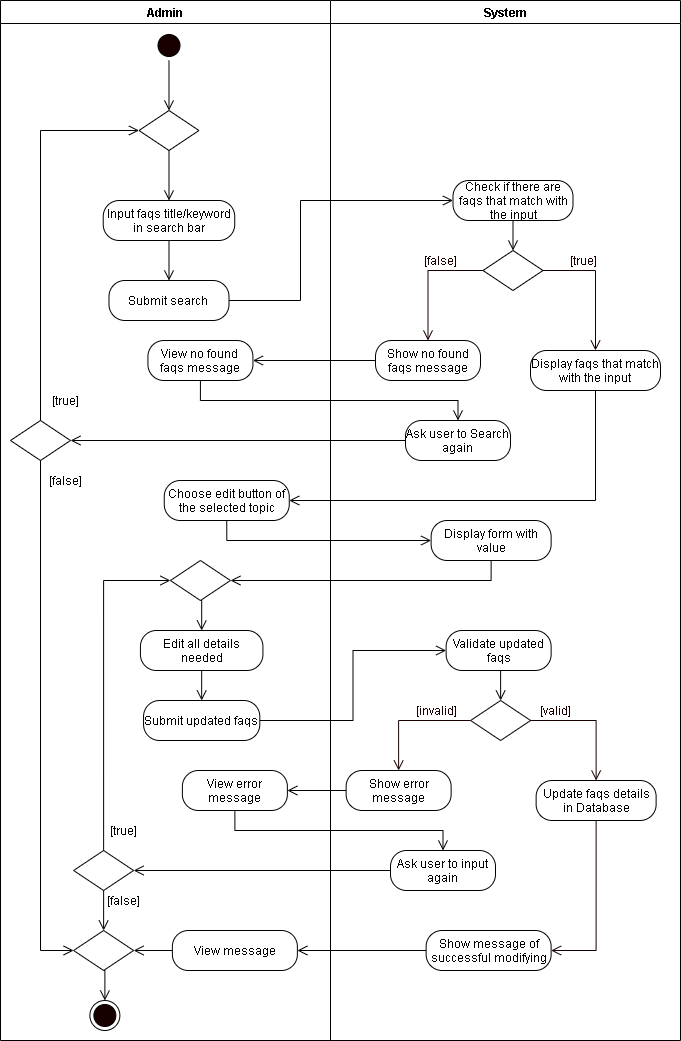 Admin
System
Input faqs title/keyword
in search bar
Check if there are
faqs that match with
the input
Submit search
[false]
[true]
View no found
faqs message
Show no found
faqs message
Display faqs that match
with the input
[true]
Ask user to Search
again
[false]
Choose edit button of
the selected topic
Display form with
value
Edit all details
needed
Validate updated
faqs
Submit updated faqs
[invalid]
[valid]
View error
message
Show error
message
Update faqs details
in Database
[true]
Ask user to input
again
[false]
View message
Show message of
successful modifying